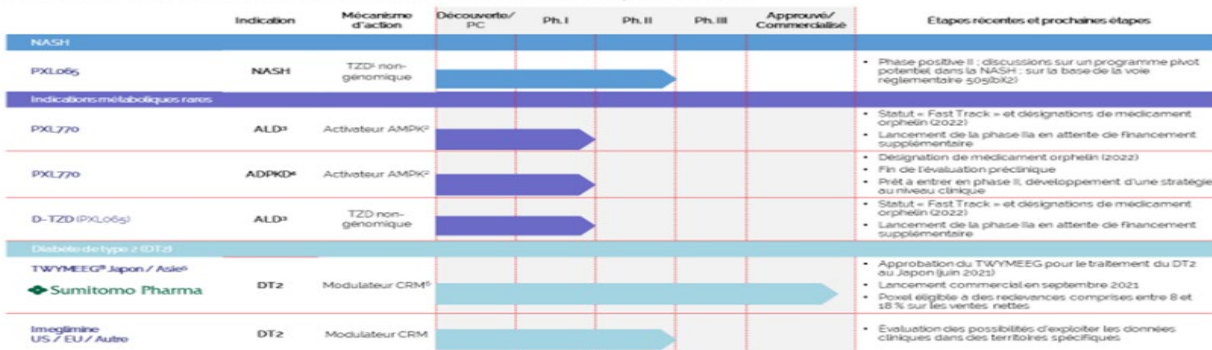 Indication
Mécanisme d'action
Découverte/ PC
Ph. I
Ph. II
Ph. III
Approuvé/ Commercialisé
Etapes récentes et prochaines étapes
NASH
PXL065
NASH
TZD¹ non-génomique
• Phase positive II ; discussions sur un programme pivot
potentiel dans la NASH ; sur la base de la voie
réglementaire 505(b)(2)
Indications métaboliques rares
PXL770
ALD³
Activateur AMPK²
• Statut « Fast Track » et désignations de médicament
orphelin (2022)
• Lancement de la phase IIa en attente de financement
supplémentaire
PXL770
ADPKD⁴
Activateur AMPK²
• Désignation de médicament orphelin (2022)
• Fin de l'évaluation préclinique
• Prêt à entrer en phase II, développement d'une stratégie
au niveau clinique
D-TZD (PXL065)
ALD³
TZD non-génomique
• Statut « Fast Track » et désignations de médicament
orphelin (2022)
• Lancement de la phase IIa en attente de financement
supplémentaire
Diabète de type 2 (DT2)
TWYMEEG® Japon / Asie⁶
Sumitomo Pharma
DT2
Modulateur CRM⁵
• Approbation du TWYMEEG pour le traitement du DT2
au Japon (juin 2021)
• Lancement commercial en septembre 2021
• Poxel éligible à des redevances comprises entre 8 et
18 % sur les ventes nettes
Imeglimine
US / EU / Autre
DT2
Modulateur CRM
• Évaluation des possibilités d'exploiter les données
cliniques dans des territoires spécifiques